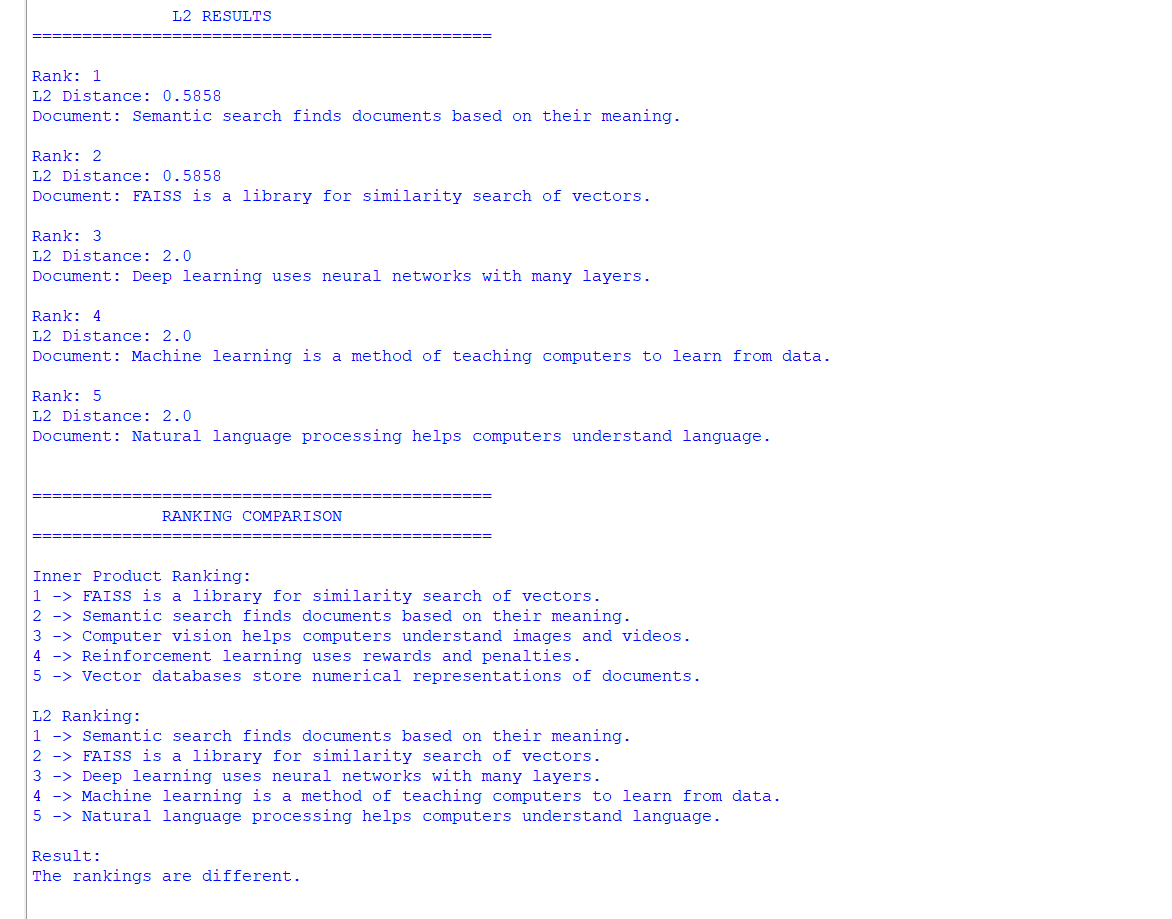 L2 RESULTS
==============================================
Rank: 1
L2 Distance: 0.5858
Document: Semantic search finds documents based on their meaning.
Rank: 2
L2 Distance: 0.5858
Document: FAISS is a library for similarity search of vectors.
Rank: 3
L2 Distance: 2.0
Document: Deep learning uses neural networks with many layers.
Rank: 4
L2 Distance: 2.0
Document: Machine learning is a method of teaching computers to learn from data.
Rank: 5
L2 Distance: 2.0
Document: Natural language processing helps computers understand language.
==============================================
RANKING COMPARISON
==============================================
Inner Product Ranking:
1 -> FAISS is a library for similarity search of vectors.
2 -> Semantic search finds documents based on their meaning.
3 -> Computer vision helps computers understand images and videos.
4 -> Reinforcement learning uses rewards and penalties.
5 -> Vector databases store numerical representations of documents.
L2 Ranking:
1 -> Semantic search finds documents based on their meaning.
2 -> FAISS is a library for similarity search of vectors.
3 -> Deep learning uses neural networks with many layers.
4 -> Machine learning is a method of teaching computers to learn from data.
5 -> Natural language processing helps computers understand language.
Result:
The rankings are different.